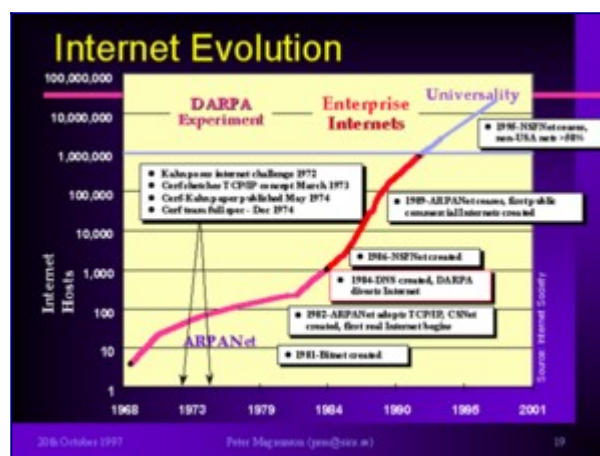 Internet Evolution
100,000,000
10,000,000
1,000,000
100,000
10,000
1,000
100
10
1
Internet
Hosts
DARPA
Experiment
Enterprise
Internets
Universality
• 1995-NSFNet ceases,
non-USA nets >50%
• Kahn poses internet challenge 1972
• Cerf sketches TCP/IP concept March 1973
• Cerf-Kahn paper published May 1974
• Cerf team full spec - Dec 1974
• 1989-ARPANet ceases, first public
commercial Internets created
• 1986-NSFNet created
• 1984-DNS created, DARPA
diverts Internet
• 1982-ARPANet adopts TCP/IP, CSNet
created, first real Internet begins
ARPANet
• 1981-Bitnet created
Source: Internet Society
1968 1973 1979 1984 1990 1995 2001
20th October 1997 Peter Magnusson (psm@sics.se) 19